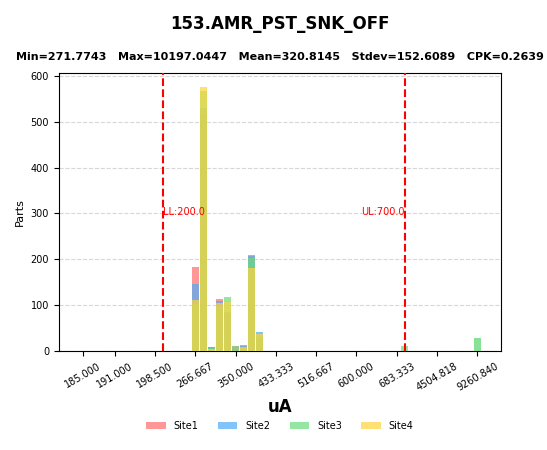 153.AMR_PST_SNK_OFF
Min=271.7743 Max=10197.0447 Mean=320.8145 Stdev=152.6089 CPK=0.2639
600
500
400
300
200
100
0
Parts
LL:200.0
UL:700.0
185.000 191.000 198.500 266.667 350.000 433.333 516.667 600.000 683.333 4504.818 9260.840
uA
Site1 Site2 Site3 Site4